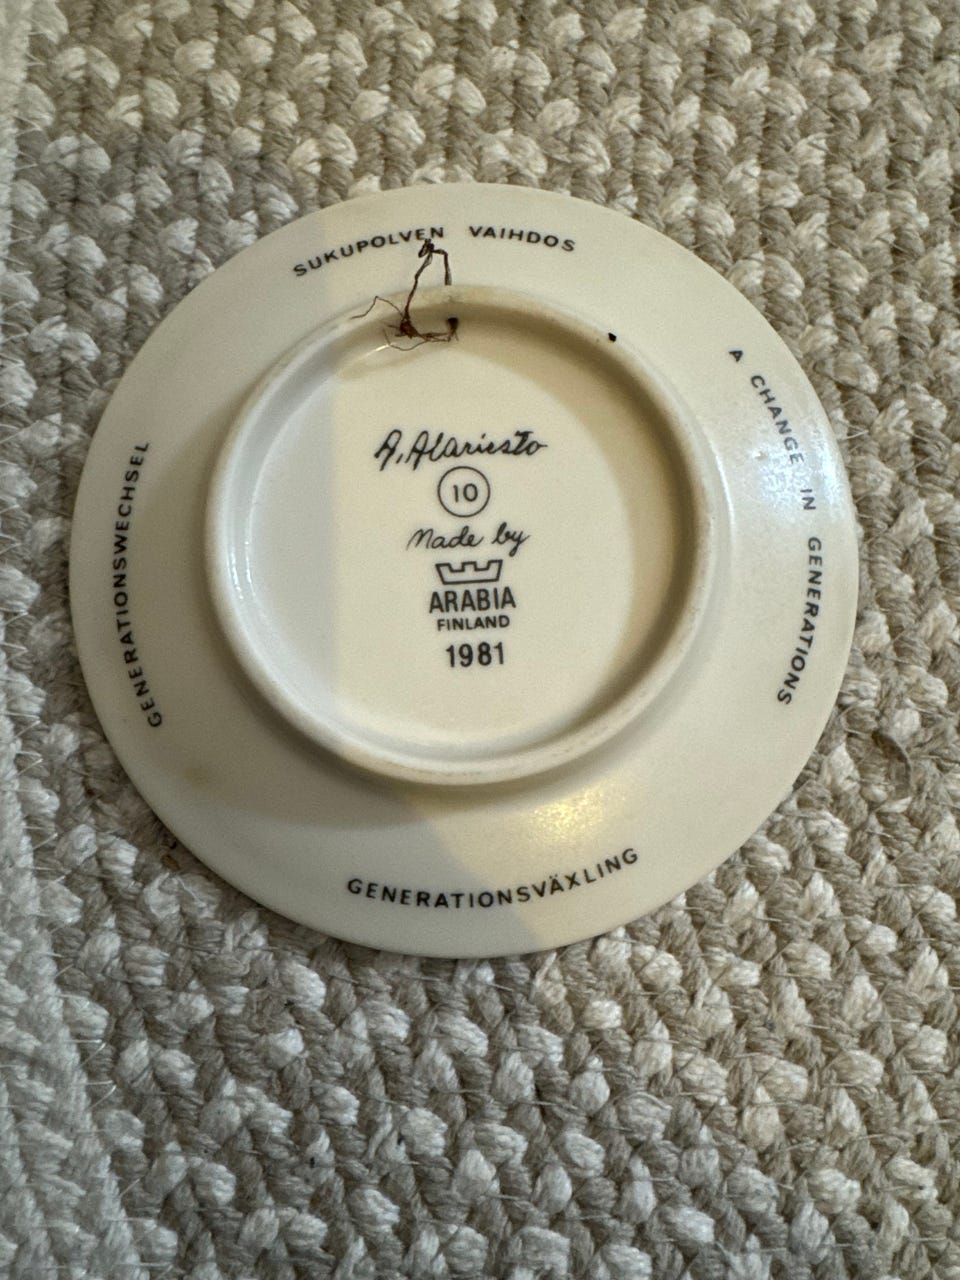 SUKUPOLVEN VAIHDOS
A CHANGE IN GENERATIONS
GENERATIONSVÄXLING
GENERATIONSWECHSEL
A. Alariesto
10
Made by
ARABIA
FINLAND
1981